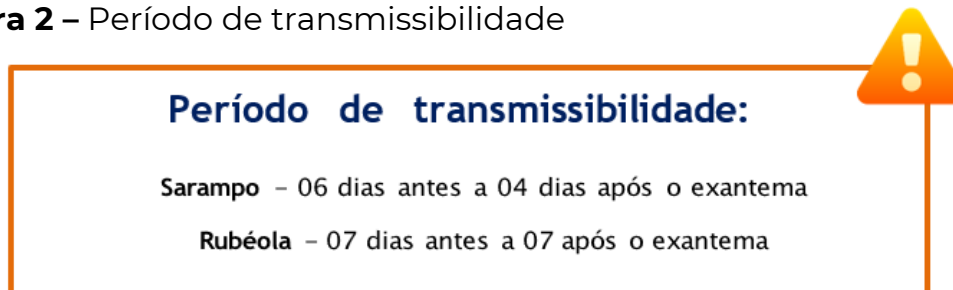 ra 2 – Período de transmissibilidade
Período de transmissibilidade:
Sarampo – 06 dias antes a 04 dias após o exantema
Rubéola – 07 dias antes a 07 após o exantema